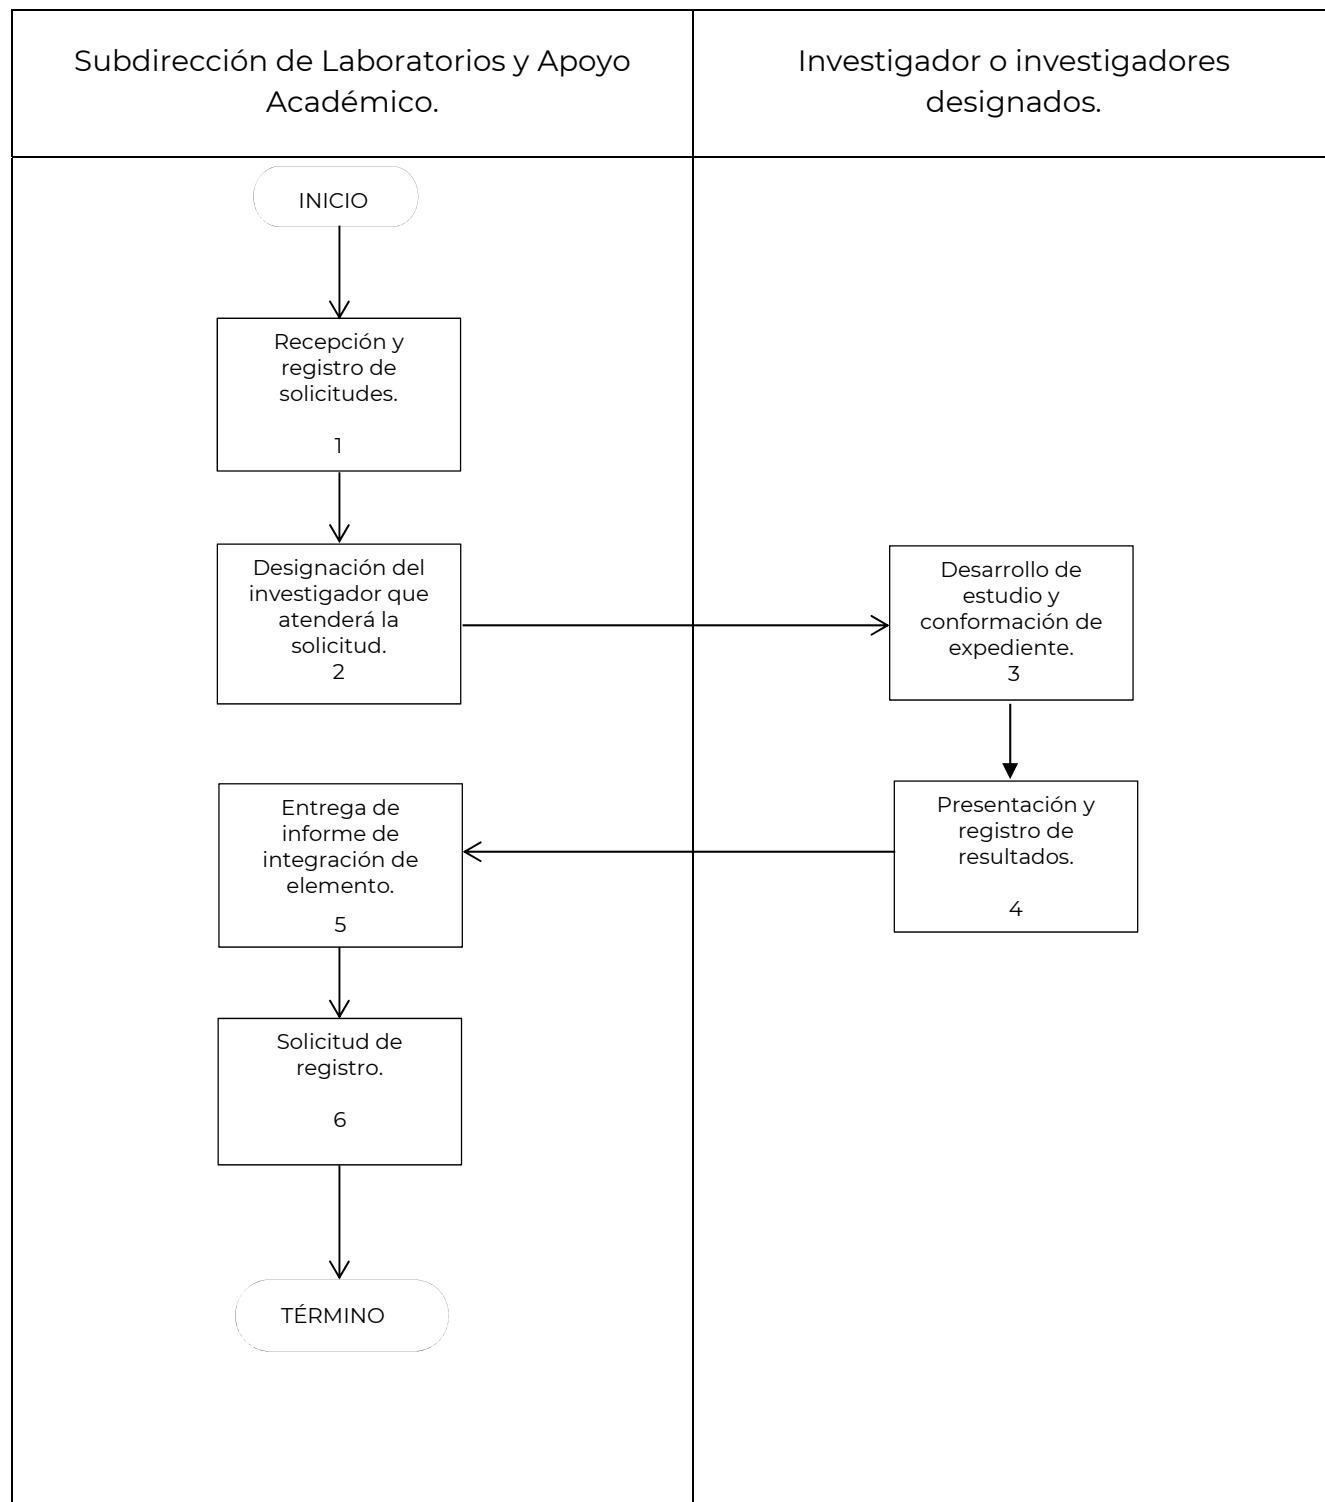 Subdirección de Laboratorios y Apoyo
Académico.
Investigador o investigadores
designados.
INICIO
Recepción y
registro de
solicitudes.
1
Designación del
investigador que
atenderá la
solicitud.
2
Desarrollo de
estudio y
conformación de
expediente.
3
Presentación y
registro de
resultados.
4
Entrega de
informe de
integración de
elemento.
5
Solicitud de
registro.
6
TÉRMINO